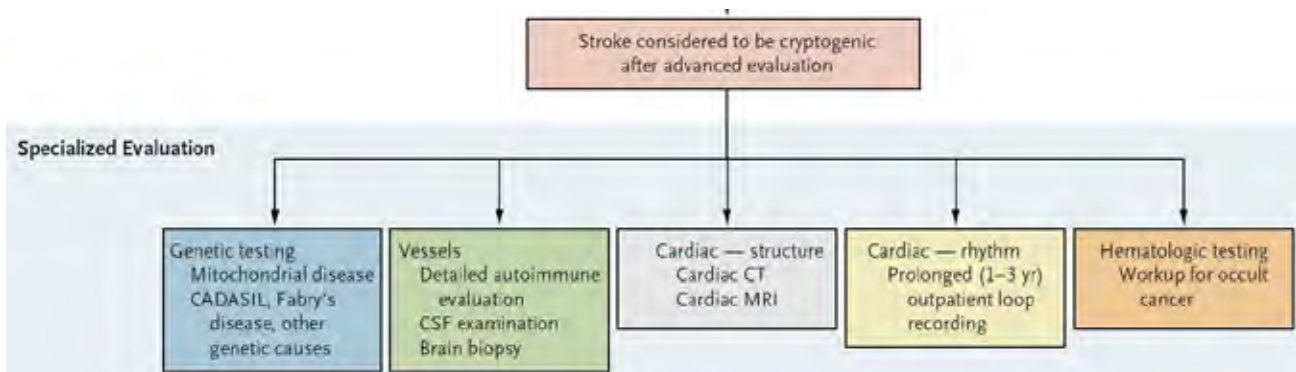 Stroke considered to be cryptogenic
after advanced evaluation
Specialized Evaluation
Genetic testing
Mitochondrial disease
CADASIL, Fabry's
disease, other
genetic causes
Vessels
Detailed autoimmune
evaluation
CSF examination
Brain biopsy
Cardiac — structure
Cardiac CT
Cardiac MRI
Cardiac — rhythm
Prolonged (1–3 yr)
outpatient loop
recording
Hematologic testing
Workup for occult
cancer